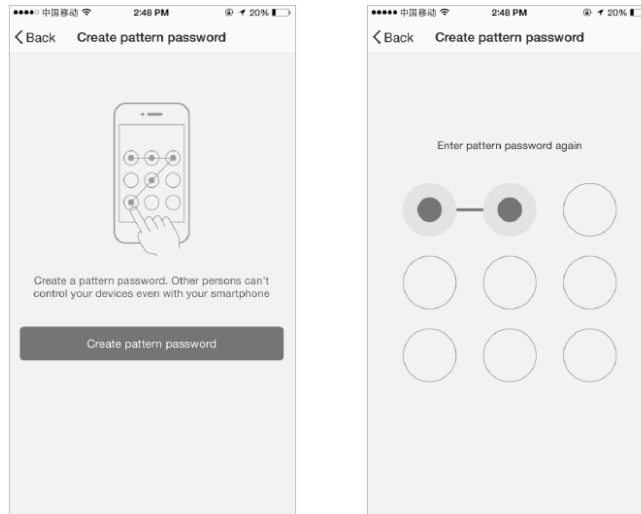 中国移动 2:48 PM 20%
Back Create pattern password
Create a pattern password. Other persons can't
control your devices even with your smartphone
Create pattern password
中国移动 2:48 PM 20%
Back Create pattern password
Enter pattern password again